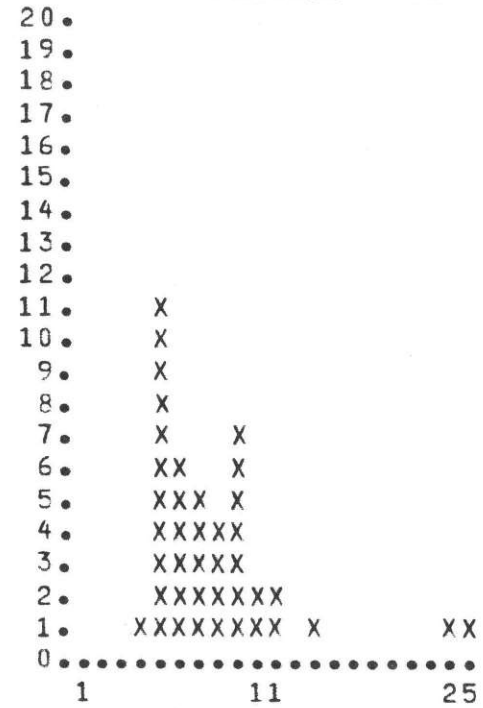 20.
19.
18.
17.
16.
15.
14.
13.
12.
11. X
10. X
9. X
8. X
7. X   X
6. XX  X
5. XXX X
4. XXXXX
3. XXXXX
2. XXXXXXX
1. XXXXXXXX X      XX
0......................
1 11 25